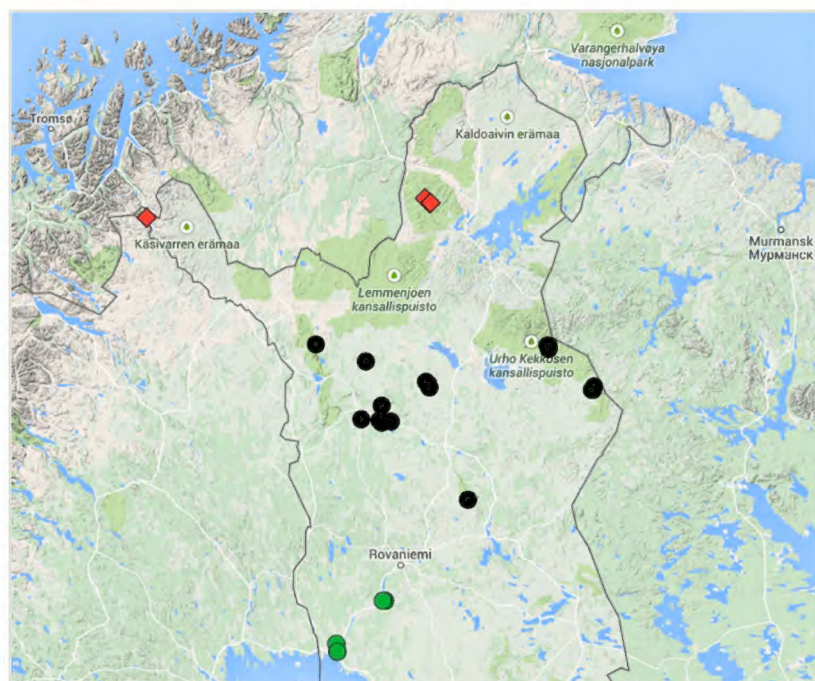 Varangerhalvøya
nasjonalpark
Tromsø
Kaldoaivin erämaa
Käsivarren erämaa
Murmansk
Мурманск
Lemmenjoen
kansallispuisto
Urho Kekkosen
kansallispuisto
Rovaniemi